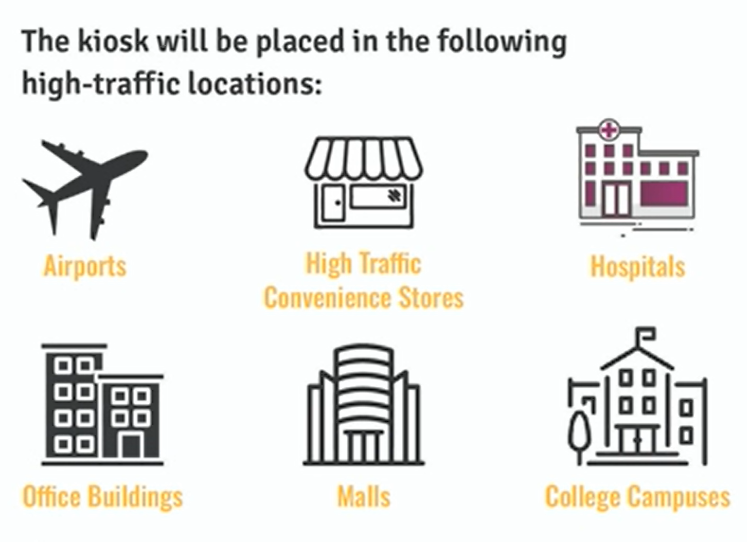 The kiosk will be placed in the following
high-traffic locations:
Airports
High Traffic
Convenience Stores
Hospitals
Office Buildings
Malls
College Campuses